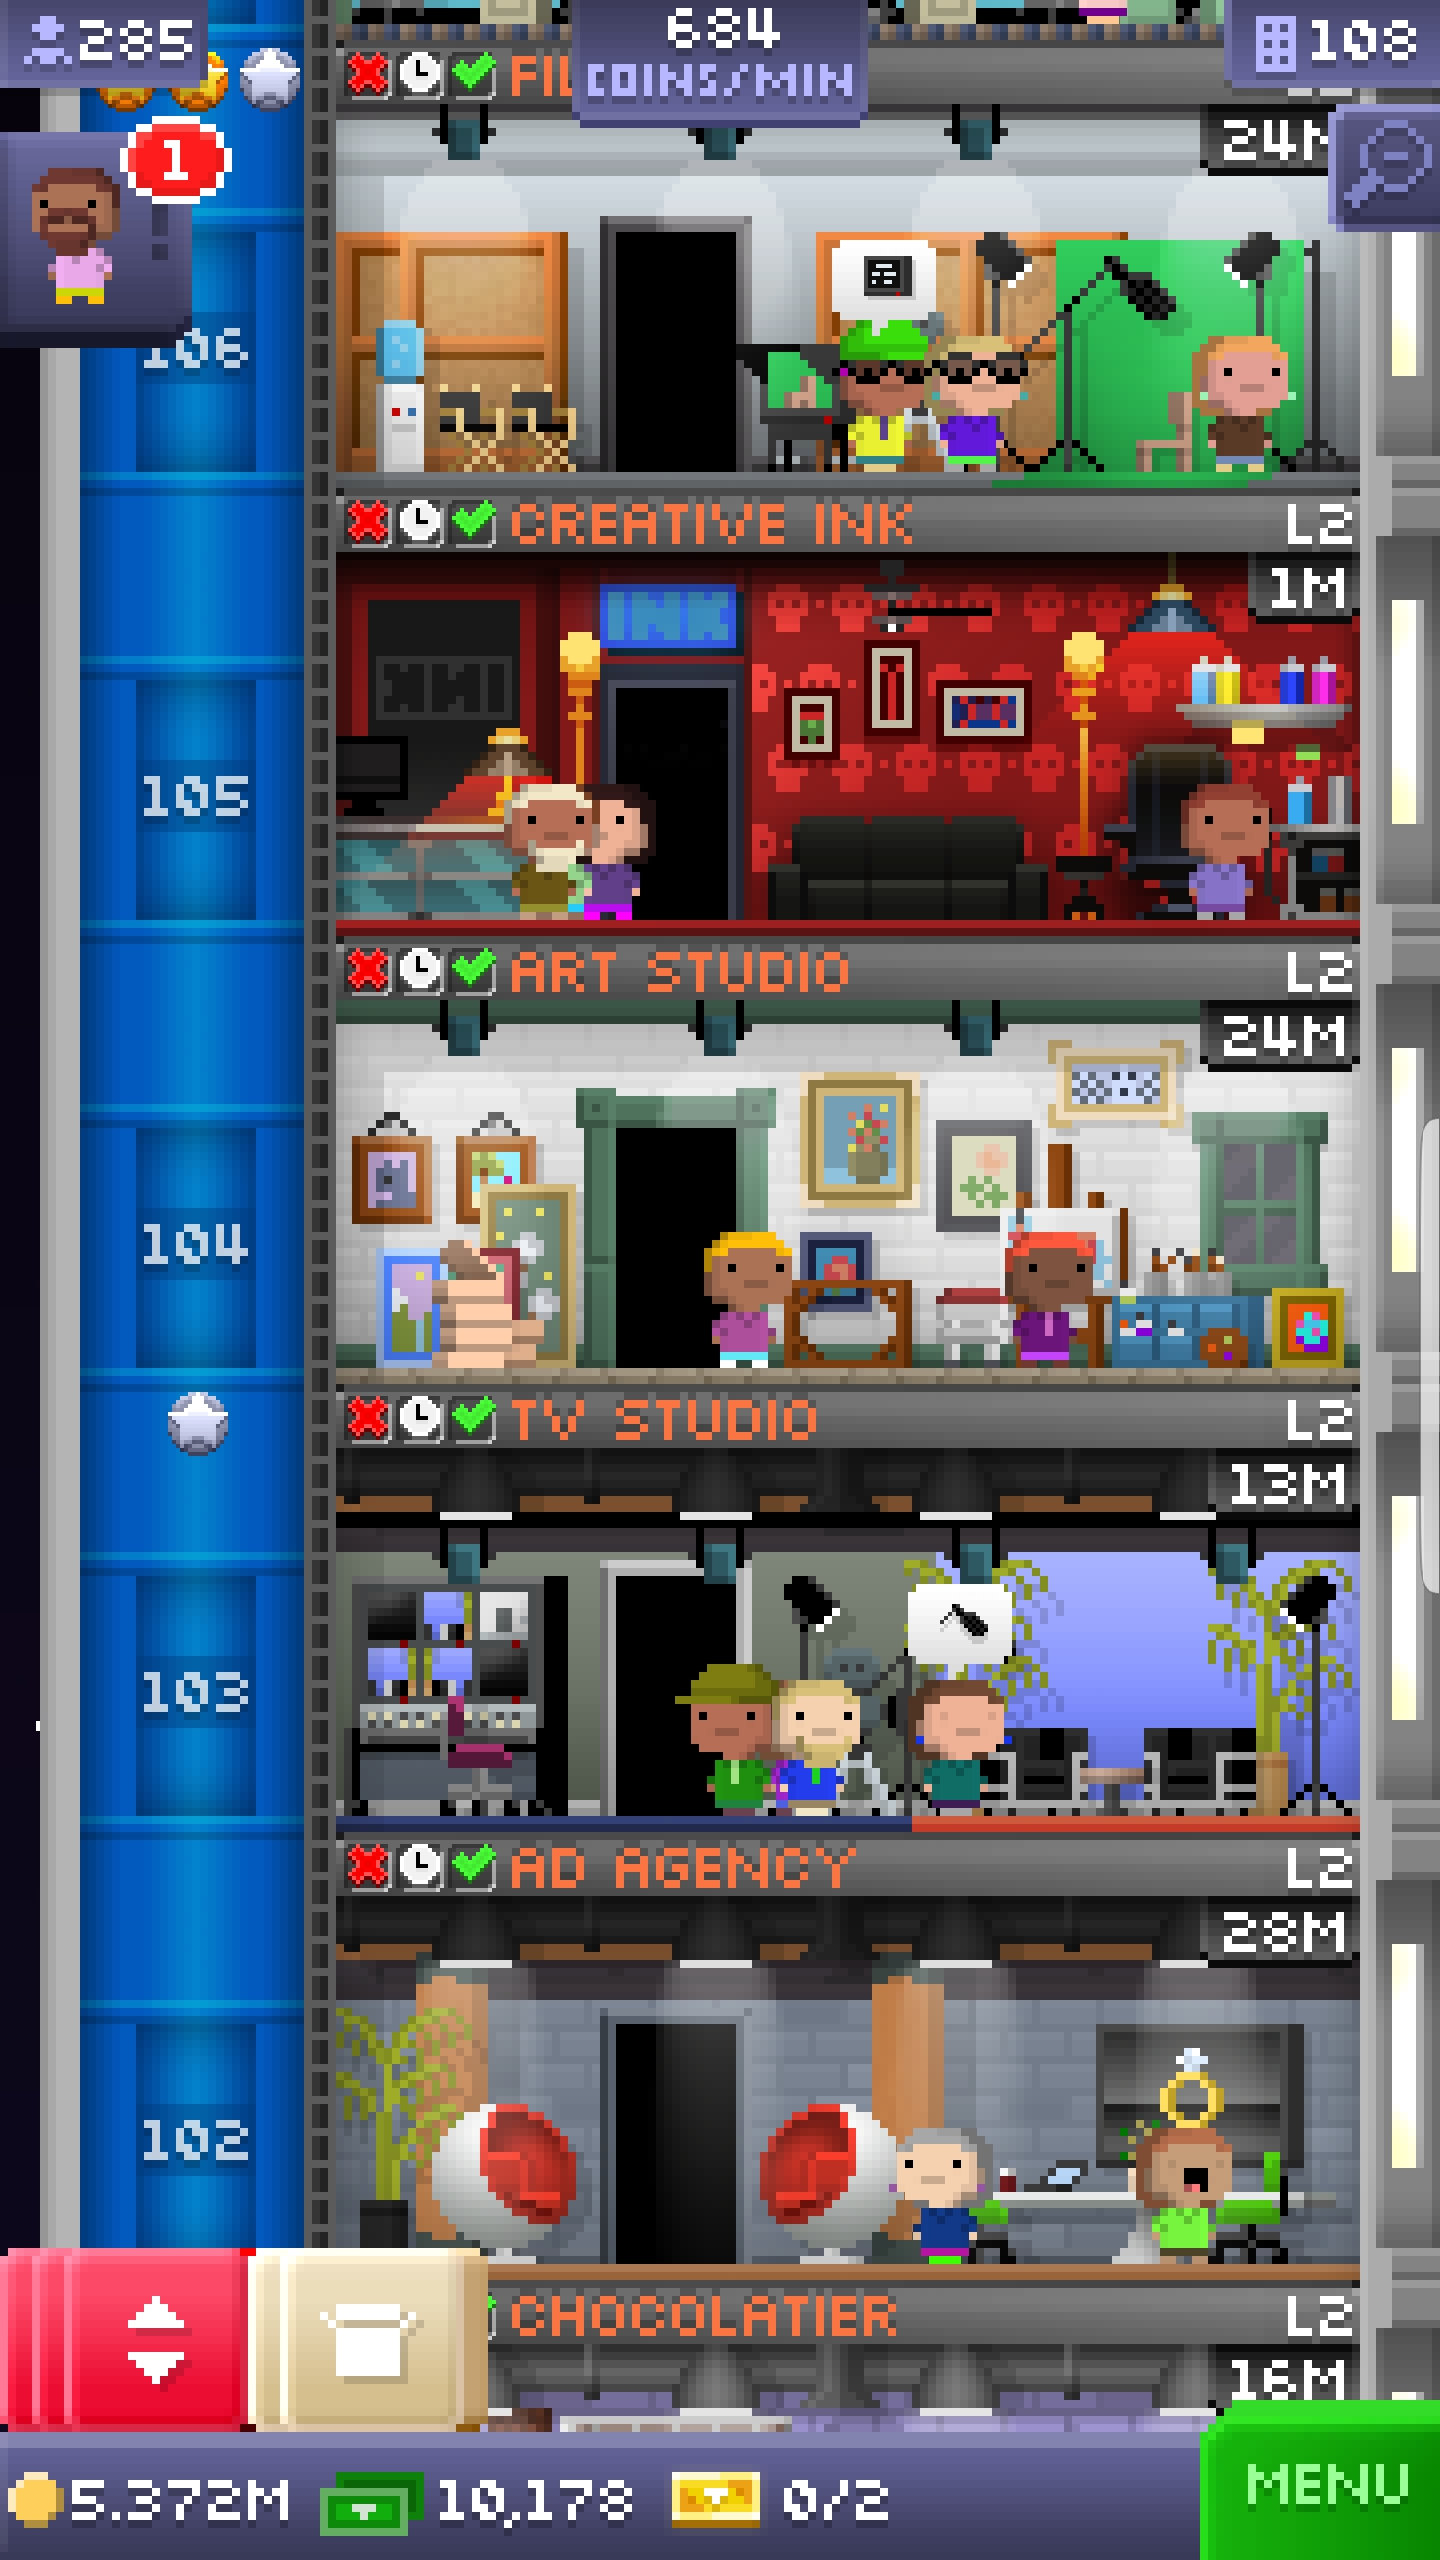 285
684
COINS/MIN
108
FIL
1
24M
106
CREATIVE INK
L2
1M
INK
INK
105
ART STUDIO
L2
24M
104
TV STUDIO
L2
13M
103
AD AGENCY
L2
28M
102
CHOCOLATIER
L2
16M
5.372M
10,178
0/2
MENU